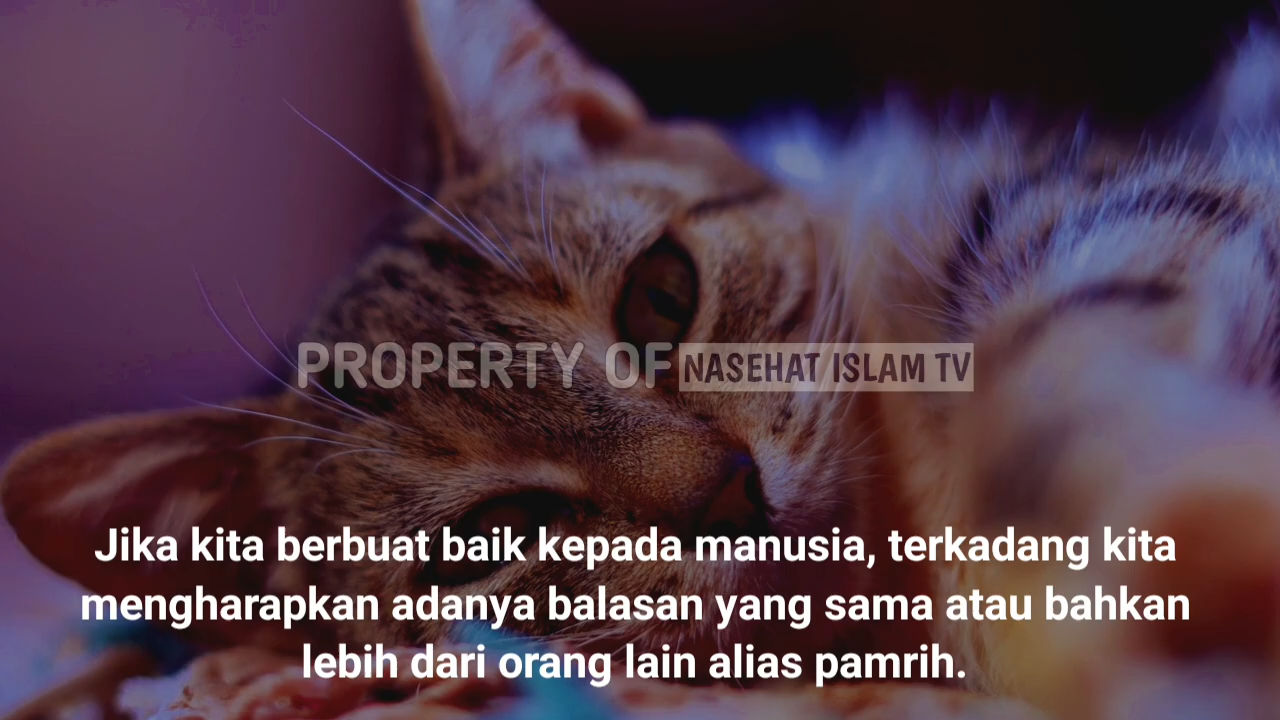 PROPERTY OF NASEHAT ISLAM TV
Jika kita berbuat baik kepada manusia, terkadang kita
mengharapkan adanya balasan yang sama atau bahkan
lebih dari orang lain alias pamrih.